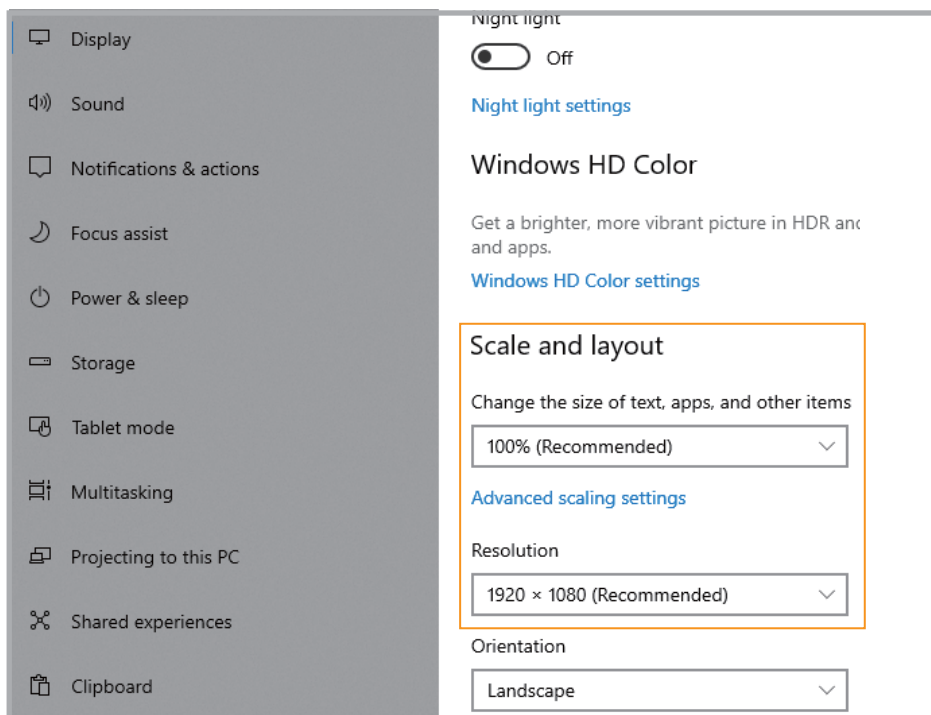 Display
Sound
Notifications & actions
Focus assist
Power & sleep
Storage
Tablet mode
Multitasking
Projecting to this PC
Shared experiences
Clipboard
Night light
Off
Night light settings
Windows HD Color
Get a brighter, more vibrant picture in HDR and
and apps.
Windows HD Color settings
Scale and layout
Change the size of text, apps, and other items
100% (Recommended)
Advanced scaling settings
Resolution
1920 × 1080 (Recommended)
Orientation
Landscape